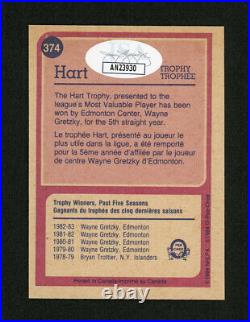 374
Hart
TROPHY
TROPHÉE
AN23930
The Hart Trophy, presented to the
league's Most Valuable Player has been
won by Edmonton Center, Wayne
Gretzky for the 5th straight year.
Le trophée Hart, présenté au joueur le
plus utile dans la ligue, a été remporté
pour la 5ème année d'affilée par le joueur
de centre Wayne Gretzky d'Edmonton.
Trophy Winners, Past Five Seasons
Gagnants du trophée des cinq dernières saisons
1982-83 Wayne Gretzky, Edmonton
1981-82 Wayne Gretzky, Edmonton
1980-81 Wayne Gretzky, Edmonton
1979-80 Wayne Gretzky, Edmonton
1978-79 Bryan Trottier, N.Y. Islanders
Printed in Canada Imprimé au Canada